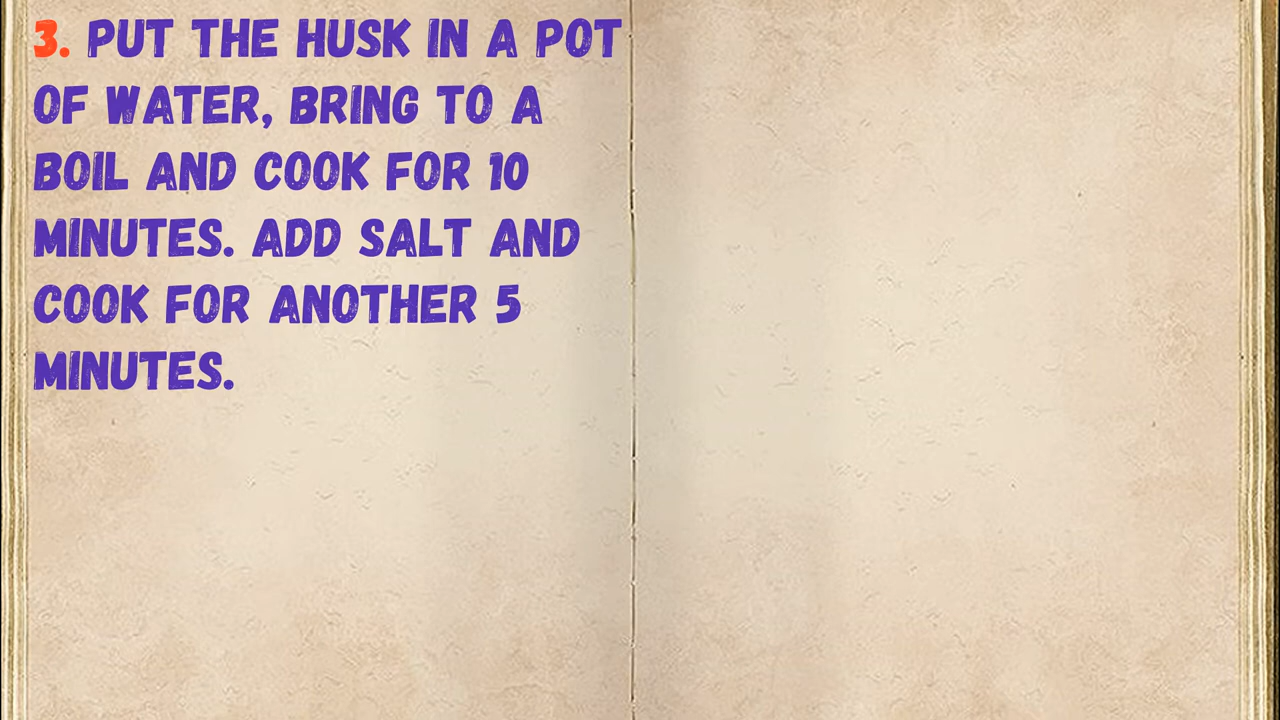 3. PUT THE HUSK IN A POT
OF WATER, BRING TO A
BOIL AND COOK FOR 10
MINUTES. ADD SALT AND
COOK FOR ANOTHER 5
MINUTES.